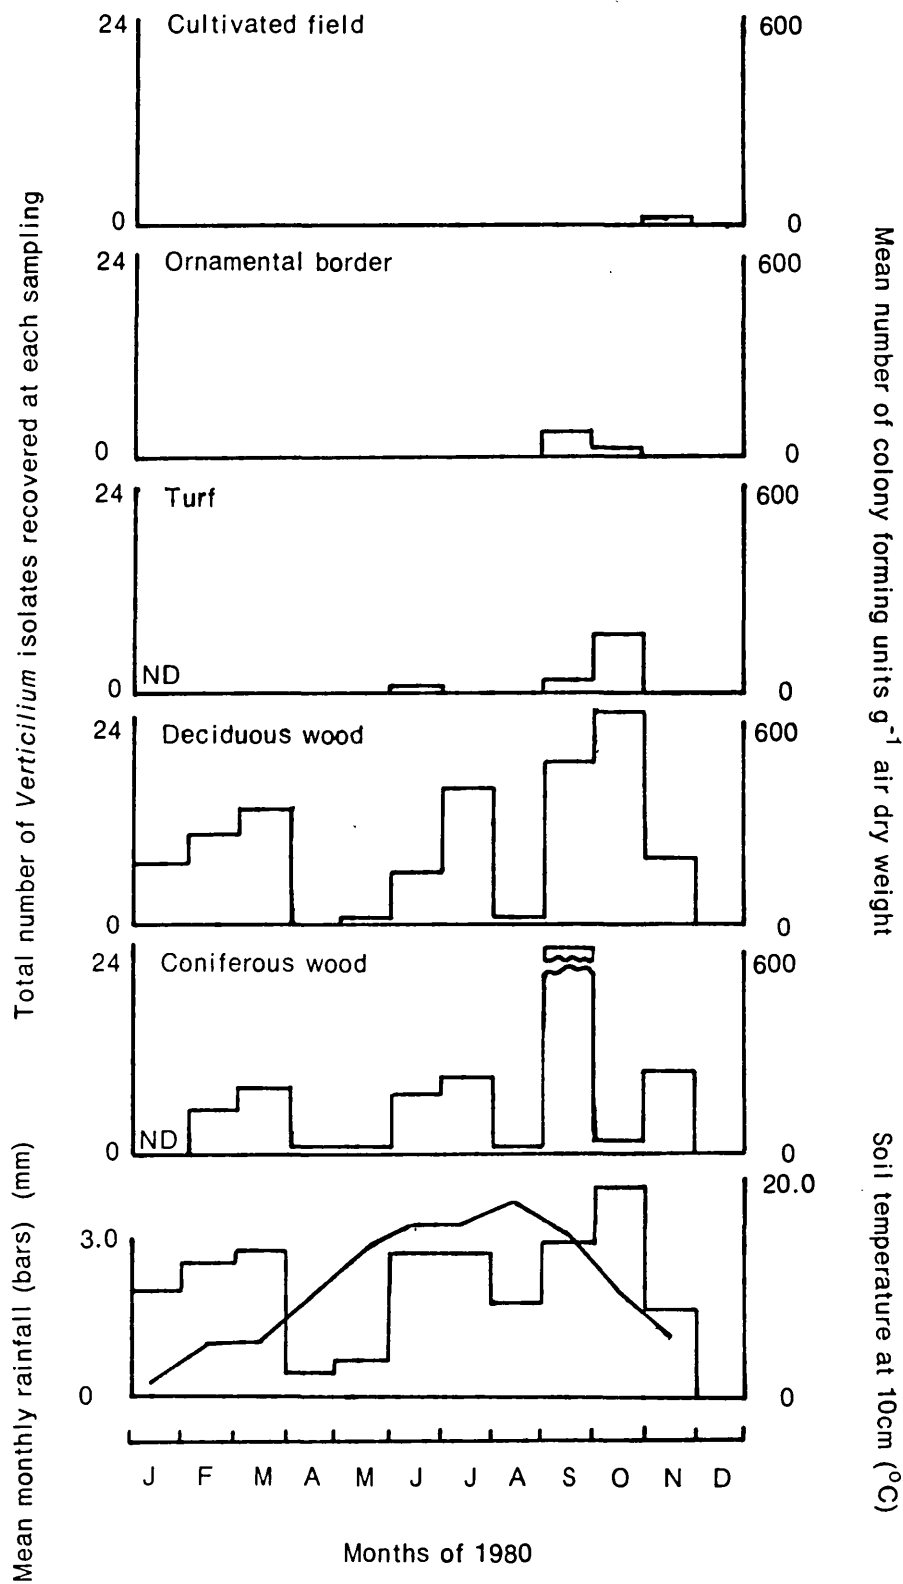 24 Cultivated field 600
0 0
24 Ornamental border 600
0 0
24 Turf 600
ND
0 0
24 Deciduous wood 600
0 0
24 Coniferous wood 600
ND
0 0
20.0
3.0
0 0
J F M A M J J A S O N D
Months of 1980
Total number of Verticilium isolates recovered at each sampling
Mean monthly rainfall (bars) (mm)
Mean number of colony forming units g-1 air dry weight
Soil temperature at 10cm (°C)